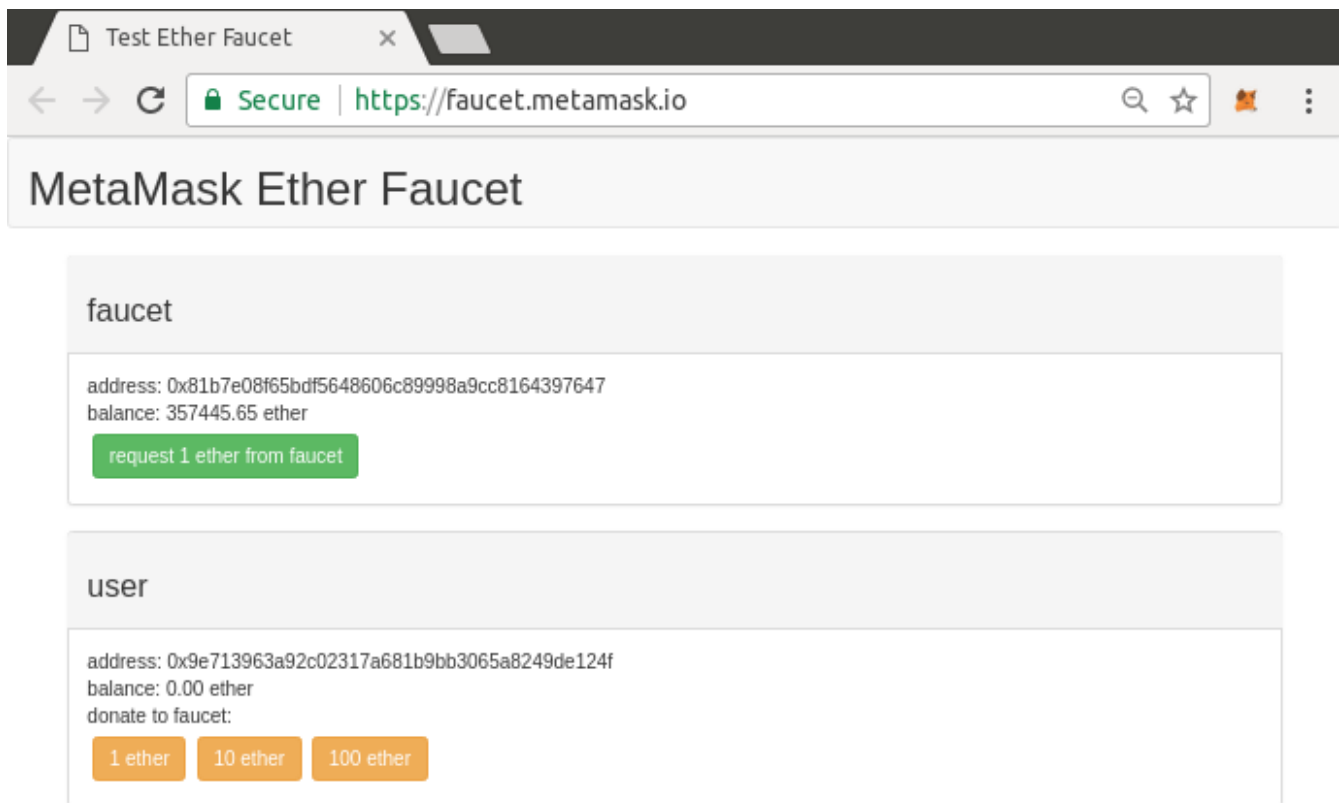 Test Ether Faucet
Secure | https://faucet.metamask.io
MetaMask Ether Faucet
faucet
address: 0x81b7e08f65bdf5648606c89998a9cc8164397647
balance: 357445.65 ether
request 1 ether from faucet
user
address: 0x9e713963a92c02317a681b9bb3065a8249de124f
balance: 0.00 ether
donate to faucet:
1 ether 10 ether 100 ether